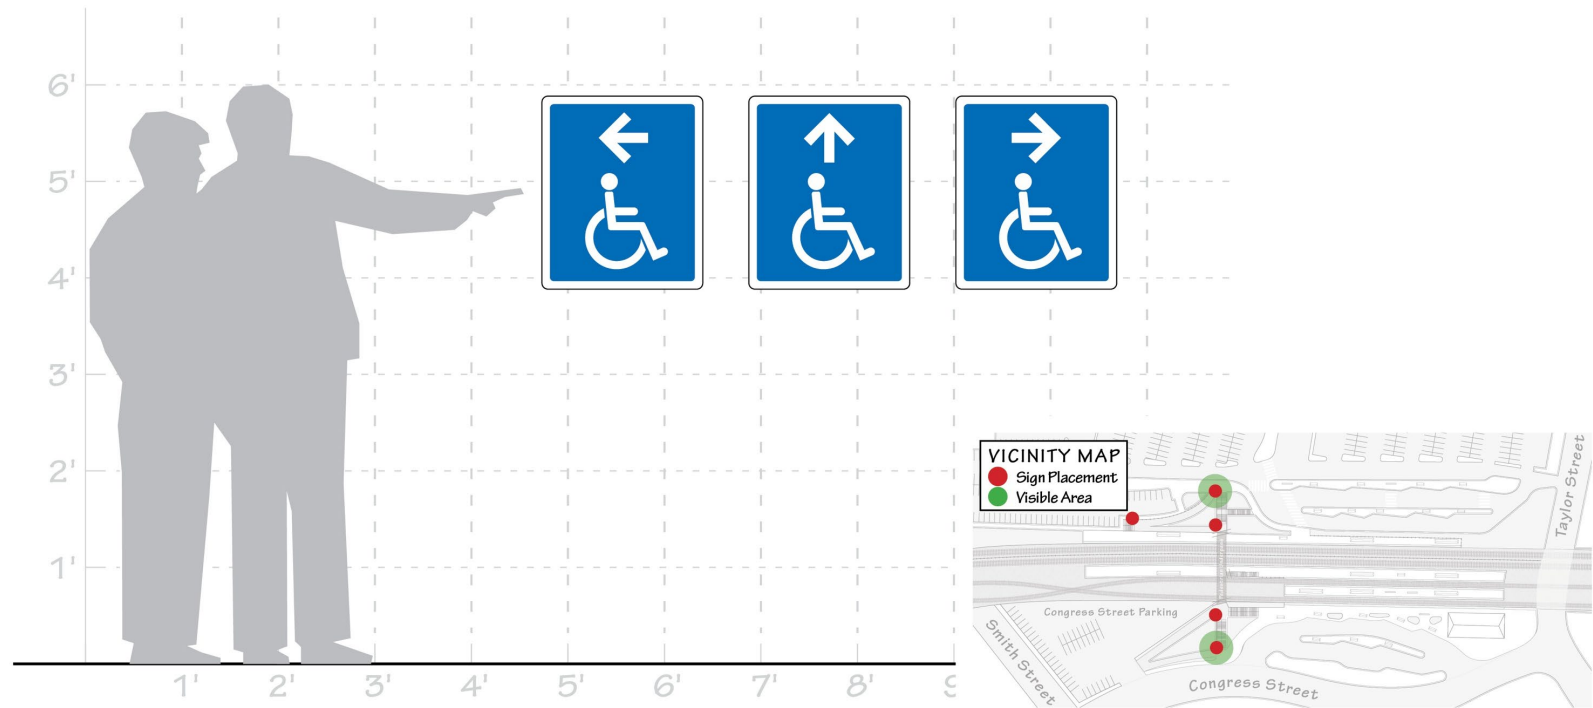 6'
5'
4'
3'
2'
1'
1' 2' 3' 4' 5' 6' 7' 8' 9
VICINITY MAP
Sign Placement
Visible Area
Taylor Street
Congress Street Parking
Smith Street
Congress Street